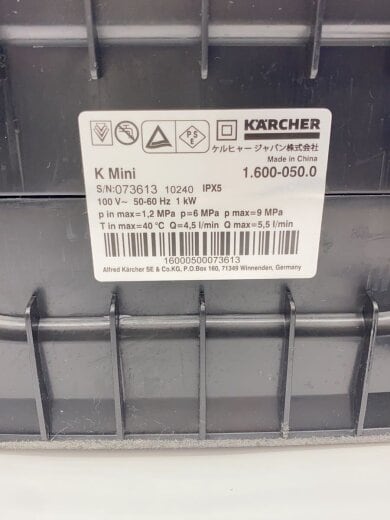 P
S
E
KÄRCHER
ケルヒャー ジャパン株式会社
Made in China
K Mini
1.600-050.0
S/N:073613 10240 IPX5
100 V~ 50-60 Hz 1 kW
p in max=1,2 MPa p=6 MPa p max=9 MPa
T in max=40 °C Q=4,5 l/min Q max=5,5 l/min
16000500073613
Alfred Kärcher SE & Co.KG, P.O.Box 160, 71349 Winnenden, Germany